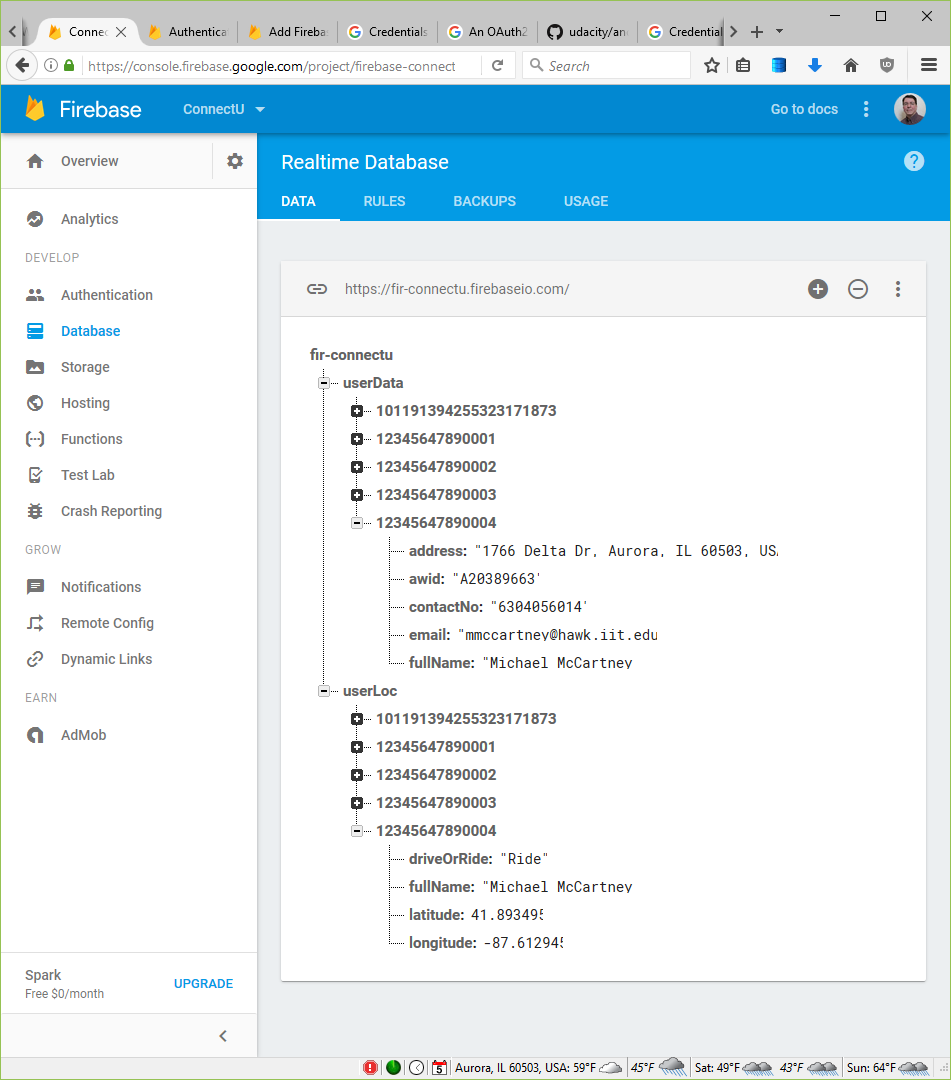 Connec
Authentica
Add Fireba
Credentials
An OAuth2
udacity/an
Credential
https://console.firebase.google.com/project/firebase-connect
Search
Firebase
ConnectU
Go to docs
Overview
Realtime Database
DATA RULES BACKUPS USAGE
Analytics
DEVELOP
Authentication
Database
Storage
Hosting
Functions
Test Lab
Crash Reporting
GROW
Notifications
Remote Config
Dynamic Links
EARN
AdMob
Spark
Free $0/month
UPGRADE
https://fir-connectu.firebaseio.com/
fir-connectu
userData
101191394255323171873
12345647890001
12345647890002
12345647890003
12345647890004
address: "1766 Delta Dr, Aurora, IL 60503, USA
awid: "A20389663"
contactNo: "6304056014"
email: "mmccartney@hawk.iit.edu
fullName: "Michael McCartney
userLoc
101191394255323171873
12345647890001
12345647890002
12345647890003
12345647890004
driveOrRide: "Ride"
fullName: "Michael McCartney
latitude: 41.893495
longitude: -87.612945
5
Aurora, IL 60503, USA: 59°F 45°F Sat: 49°F 43°F Sun: 64°F